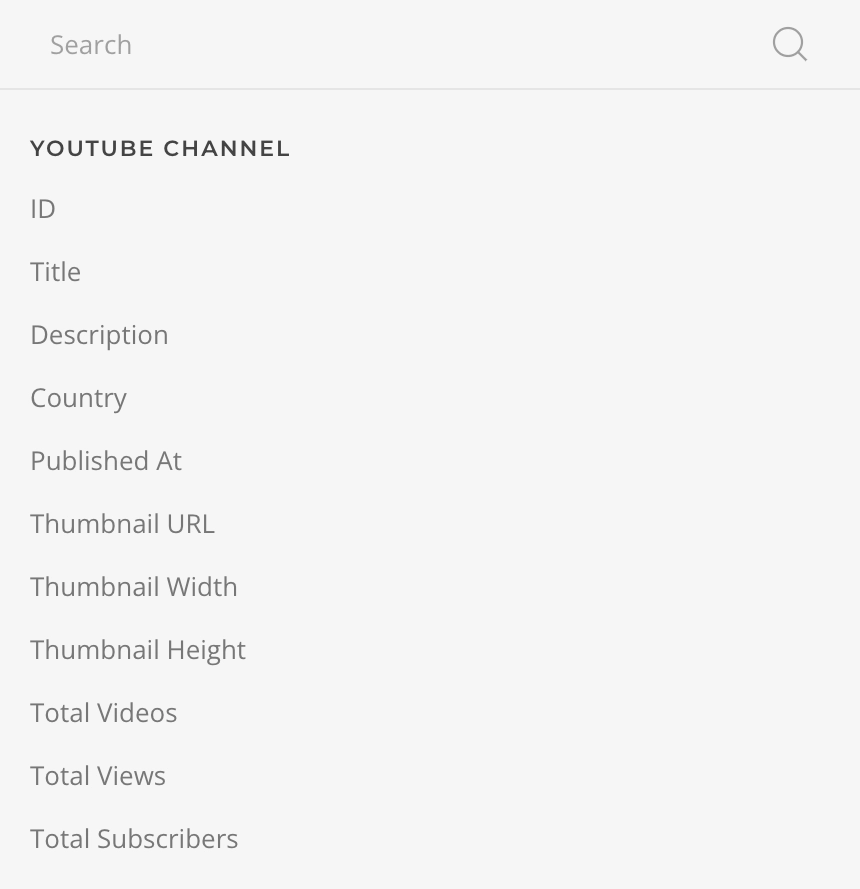 Search
YOUTUBE CHANNEL
ID
Title
Description
Country
Published At
Thumbnail URL
Thumbnail Width
Thumbnail Height
Total Videos
Total Views
Total Subscribers